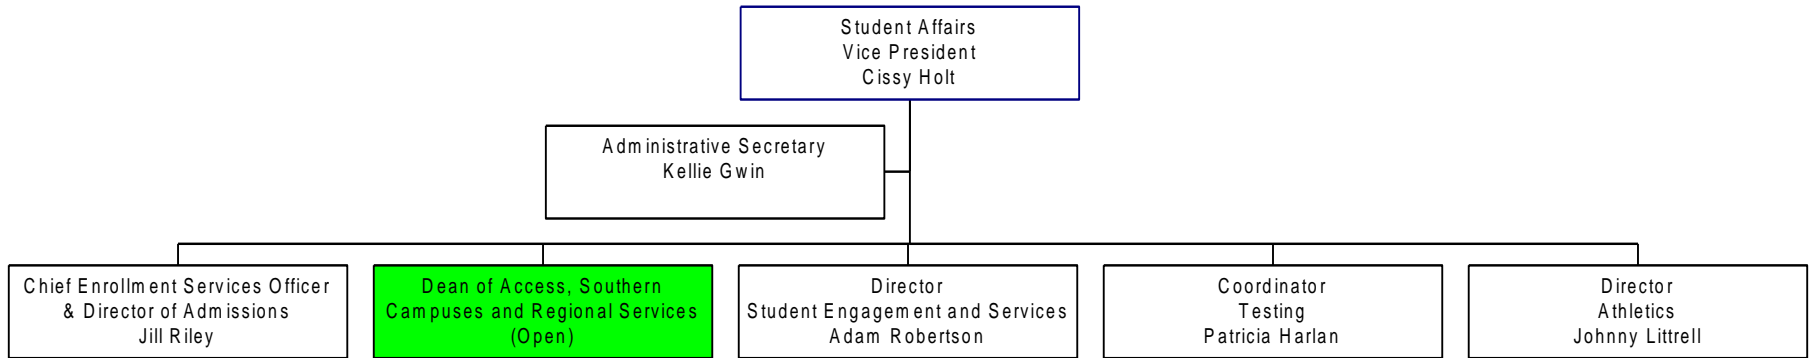 Student Affairs
Vice President
Cissy Holt
Administrative Secretary
Kellie Gwin
Chief Enrollment Services Officer
& Director of Admissions
Jill Riley
Dean of Access, Southern
Campuses and Regional Services
(Open)
Director
Student Engagement and Services
Adam Robertson
Coordinator
Testing
Patricia Harlan
Director
Athletics
Johnny Littrell